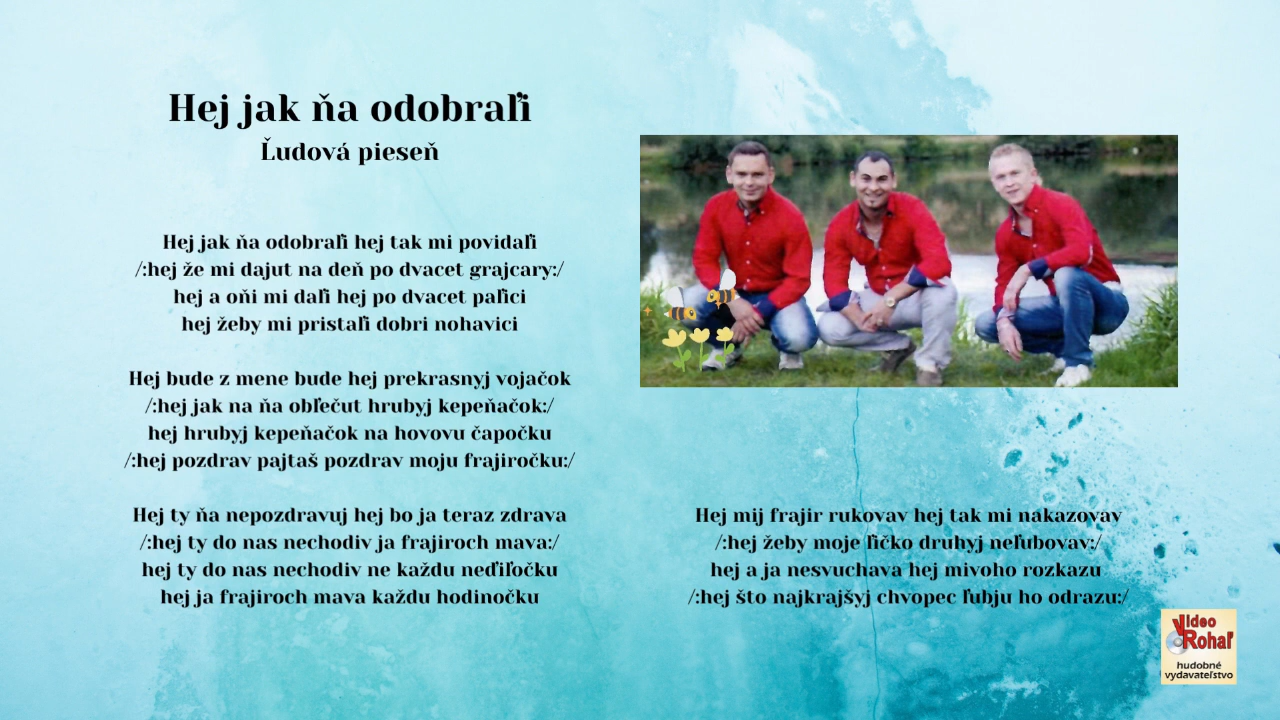 Hej jak ňa odobraľi
Ľudová pieseň
Hej jak ňa odobraľi hej tak mi povidaľi
/:hej že mi dajut na deň po dvacet grajcary:/
hej a oňi mi daľi hej po dvacet paľici
hej žeby mi pristaľi dobri nohavici
Hej bude z mene bude hej prekrasnyj vojačok
/:hej jak na ňa obľečut hrubyj kepeňačok:/
hej hrubyj kepeňačok na hovovu čapočku
/:hej pozdrav pajtaš pozdrav moju frajiročku:/
Hej ty ňa nepozdravuj hej bo ja teraz zdrava
/:hej ty do nas nechodiv ja frajiroch mava:/
hej ty do nas nechodiv ne každu neďiľočku
hej ja frajiroch mava každu hodinočku
Hej mij frajir rukovav hej tak mi nakazovav
/:hej žeby moje ľičko druhyj neľubovav:/
hej a ja nesvuchava hej mivoho rozkazu
/:hej što najkrajšyj chvopec ľubju ho odrazu:/
Video
Rohaľ
hudobné
vydavateľstvo